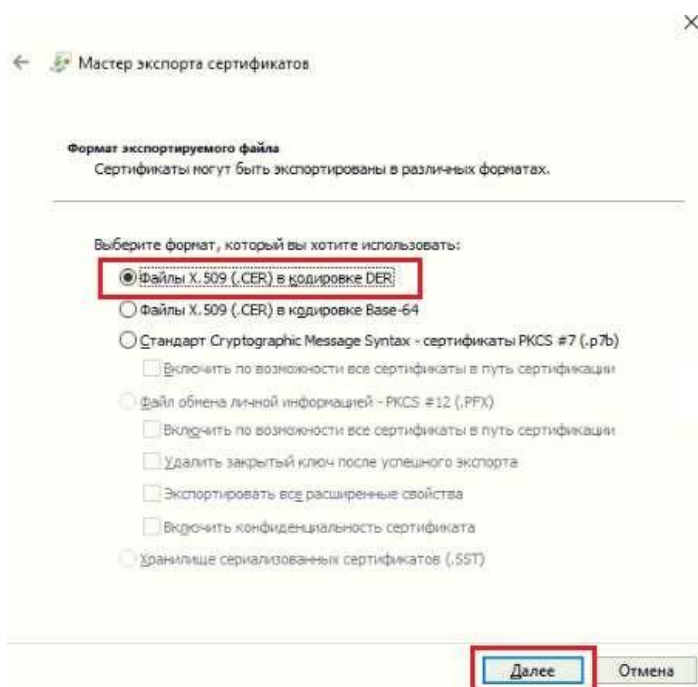 Мастер экспорта сертификатов
Формат экспортируемого файла
Сертификаты могут быть экспортированы в различных форматах.
Выберите формат, который вы хотите использовать:
Файлы X.509 (.CER) в кодировке DER
Файлы X.509 (.CER) в кодировке Base-64
Стандарт Cryptographic Message Syntax - сертификаты PKCS #7 (.p7b)
Включить по возможности все сертификаты в путь сертификации
Файл обмена личной информацией - PKCS #12 (.PFX)
Включить по возможности все сертификаты в путь сертификации
Удалить закрытый ключ после успешного экспорта
Экспортировать все расширенные свойства
Включить конфиденциальность сертификата
Хранилище сериализованных сертификатов (.SST)
Далее Отмена